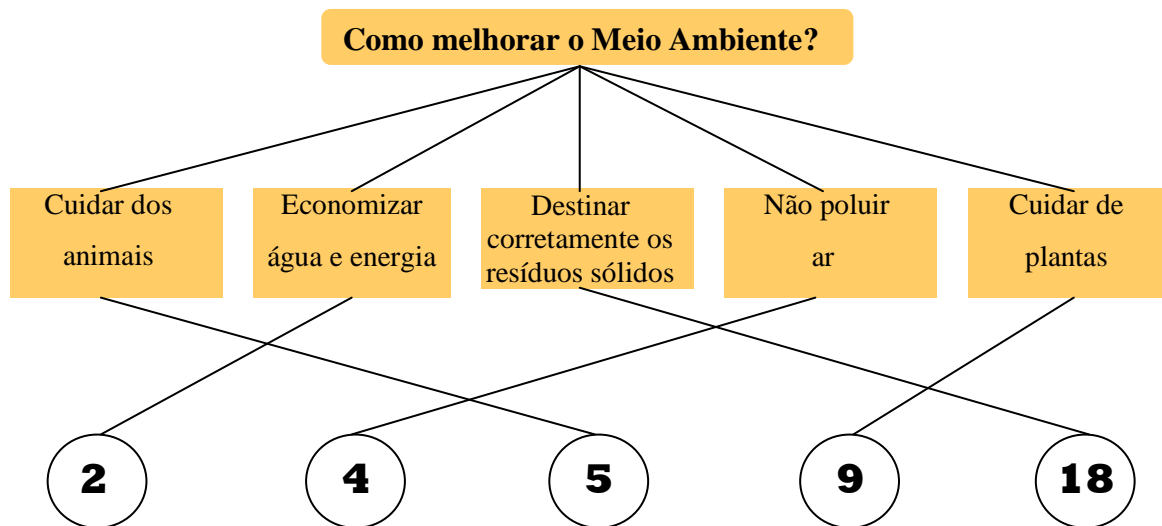 Como melhorar o Meio Ambiente?
Cuidar dos
animais
Economizar
água e energia
Destinar
corretamente os
resíduos sólidos
Não poluir
ar
Cuidar de
plantas
2
4
5
9
18